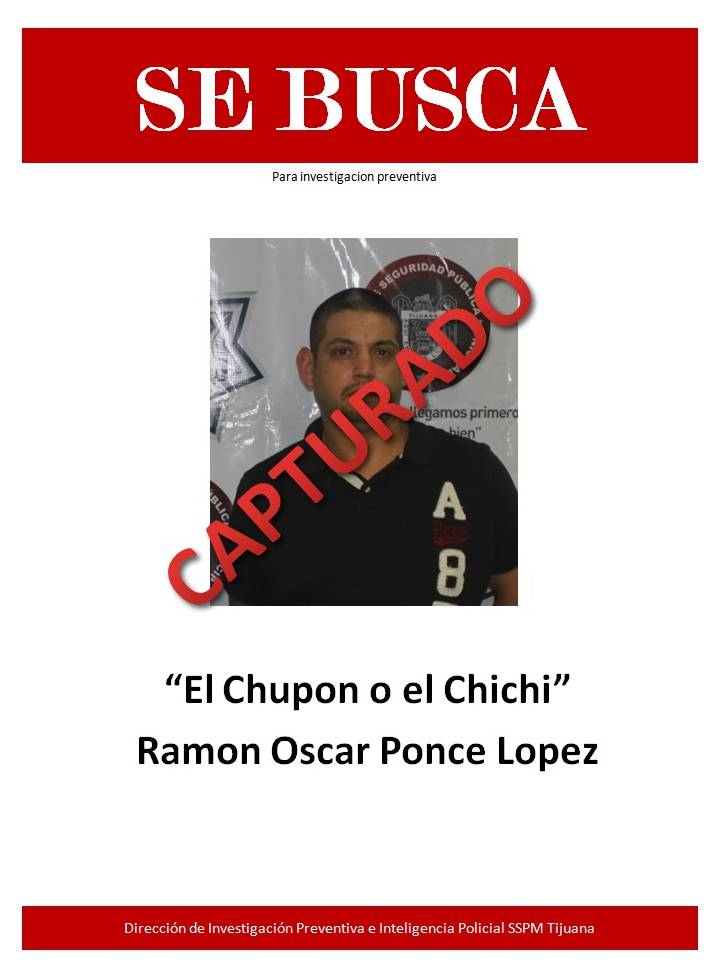 SE BUSCA
Para investigacion preventiva
SEGURIDAD PÚBLICA
TIJUANA
llegamos primero
bien"
CAPTURADO
A
8
“El Chupon o el Chichi”
Ramon Oscar Ponce Lopez
Dirección de Investigación Preventiva e Inteligencia Policial SSPM Tijuana